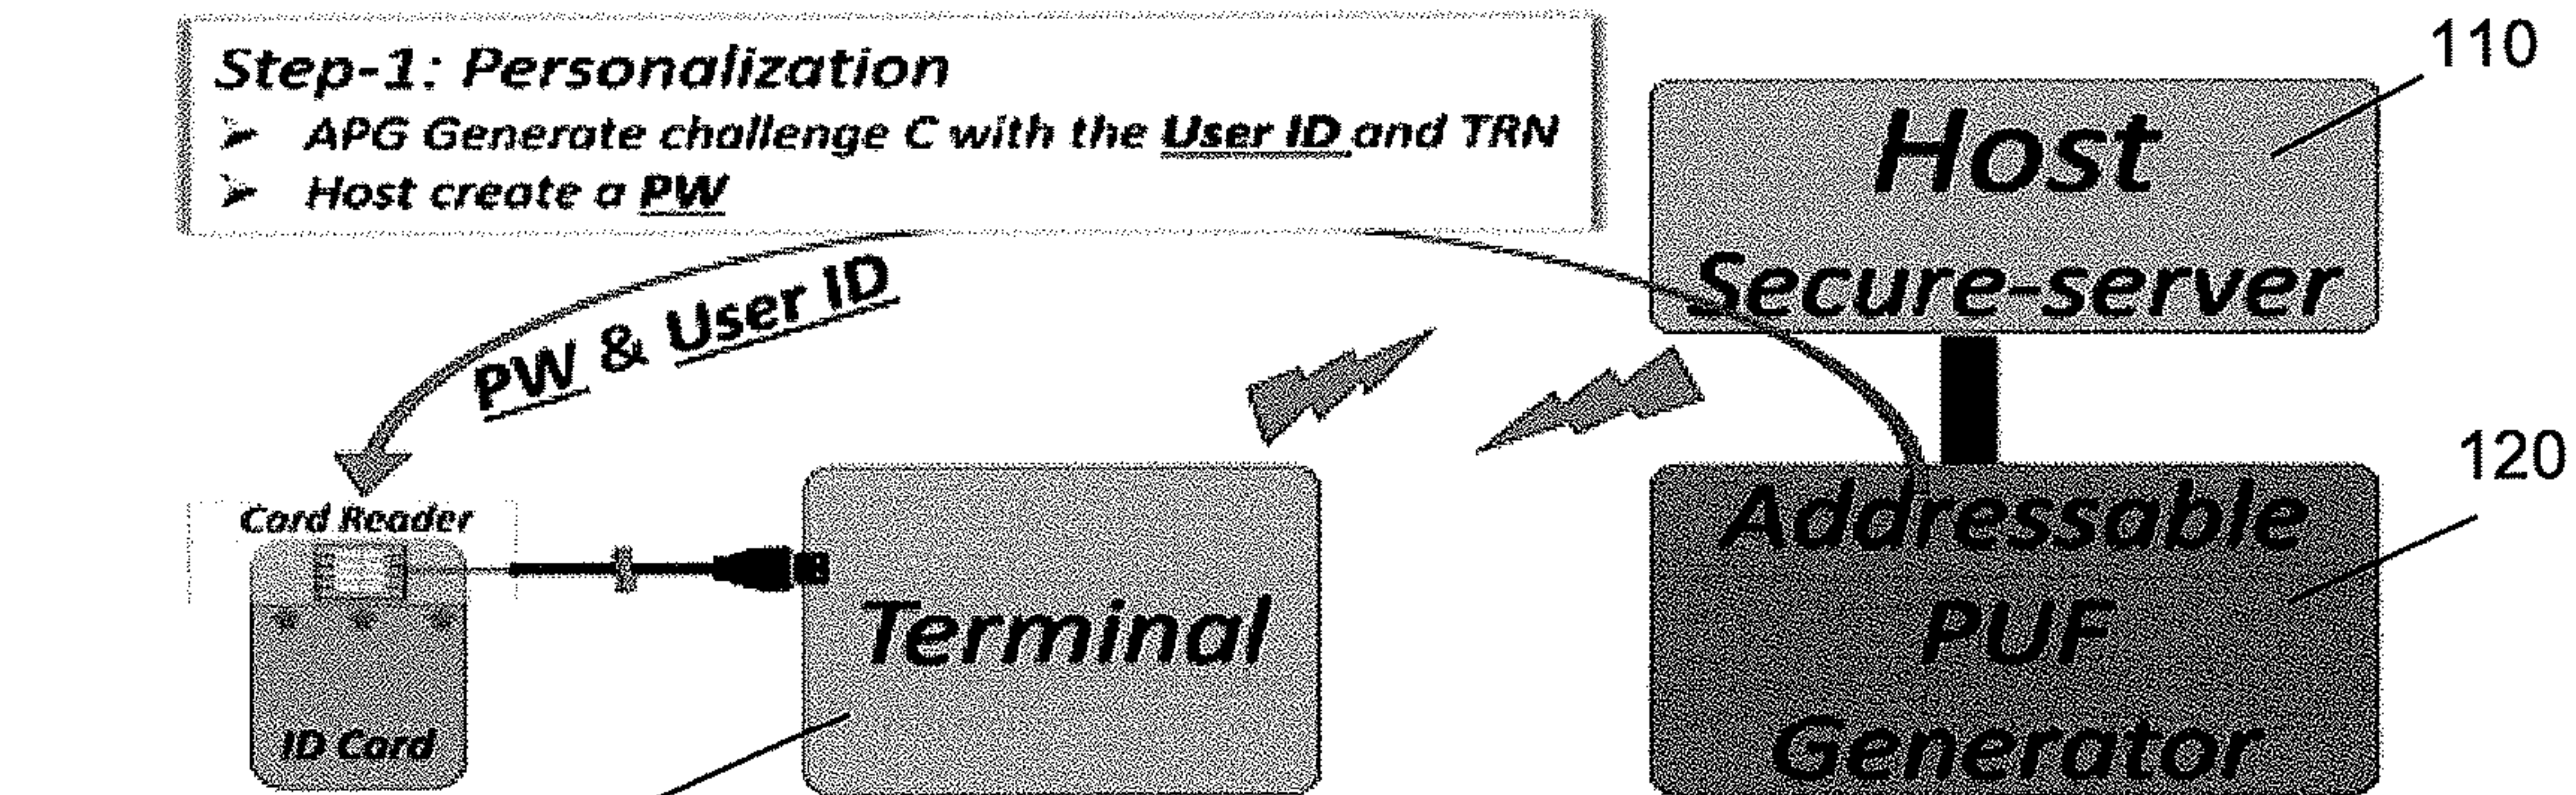 Step-1: Personalization
➢ APG Generate challenge C with the User ID and TRN
➢ Host create a PW
110
Host
Secure-server
PW & User ID
120
Card Reader
ID Card
Terminal
Addressable
PUF
Generator